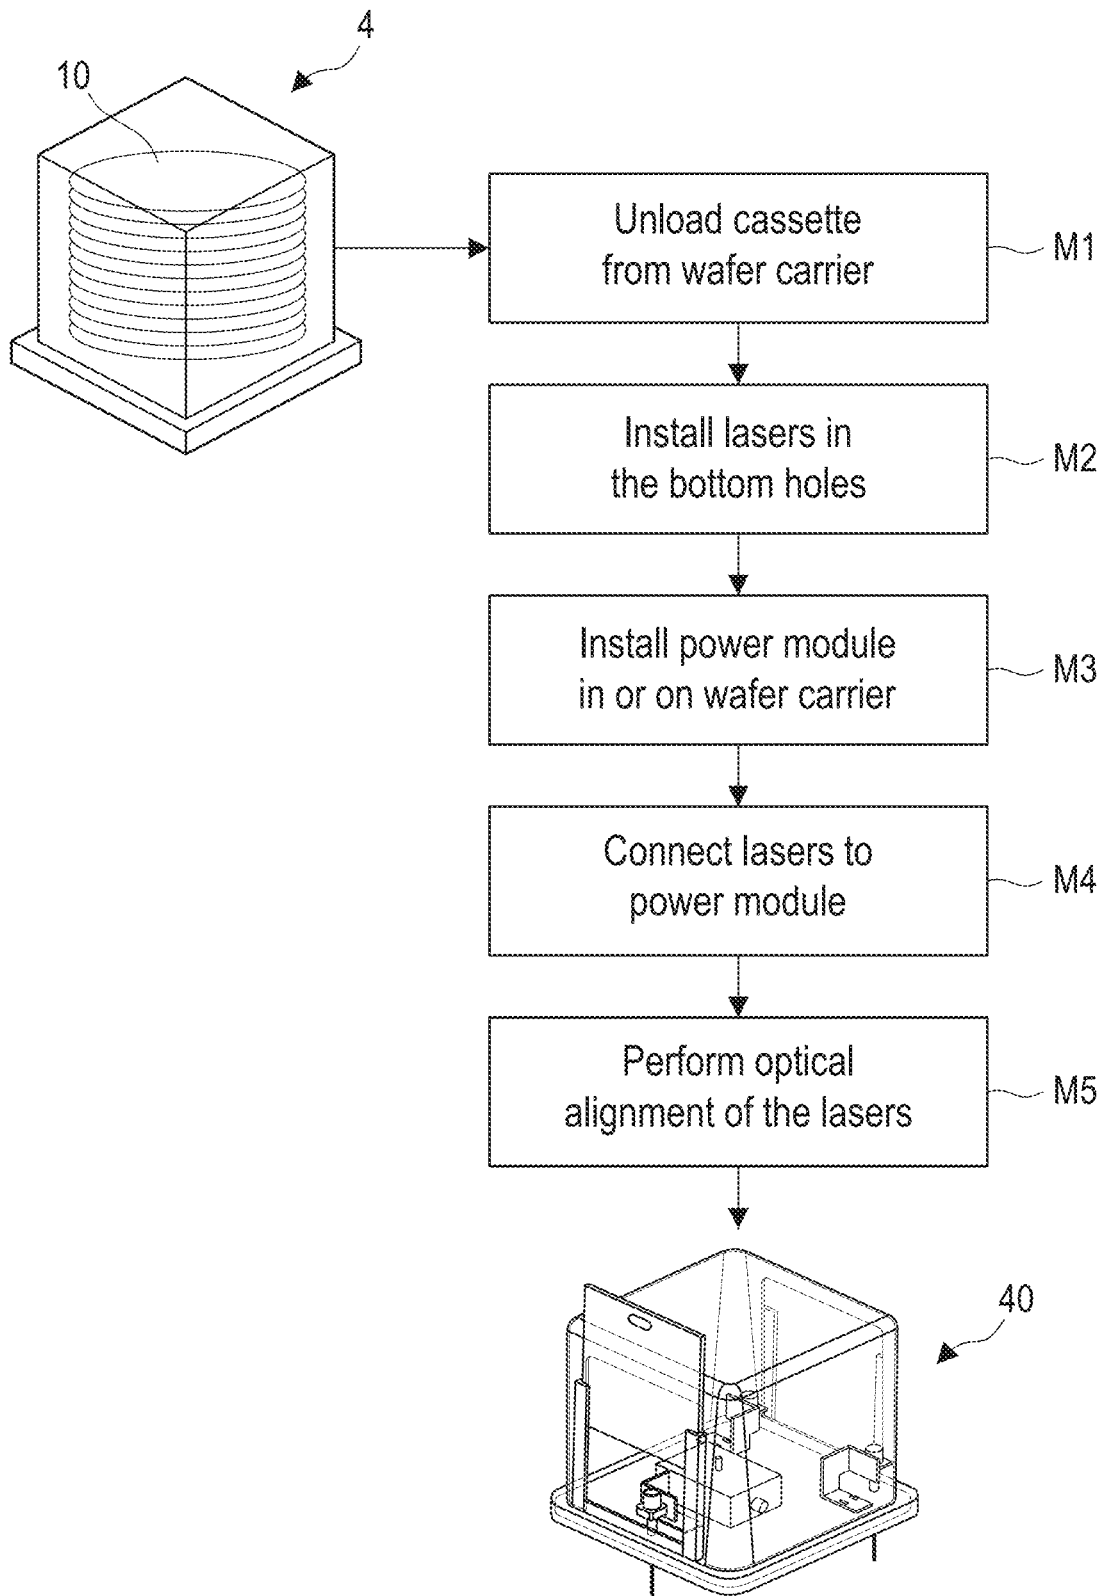 4
10
Unload cassette
from wafer carrier
M1
Install lasers in
the bottom holes
M2
Install power module
in or on wafer carrier
M3
Connect lasers to
power module
M4
Perform optical
alignment of the lasers
M5
40